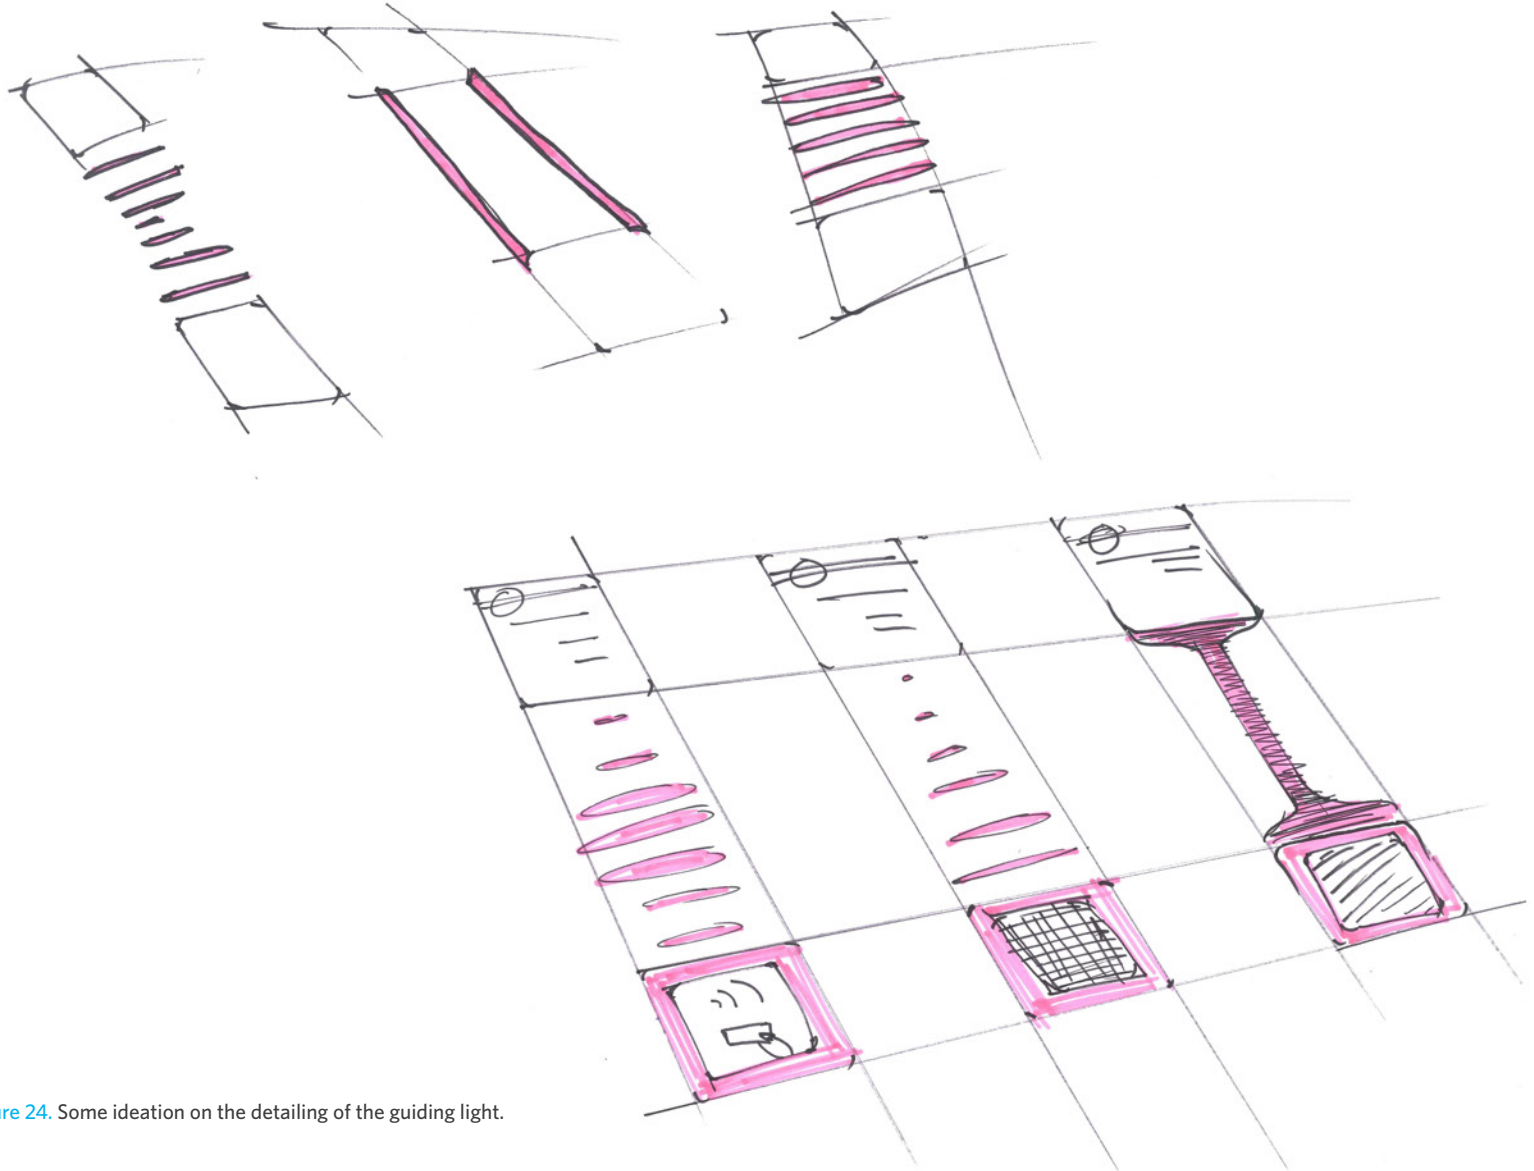 re 24. Some ideation on the detailing of the guiding light.